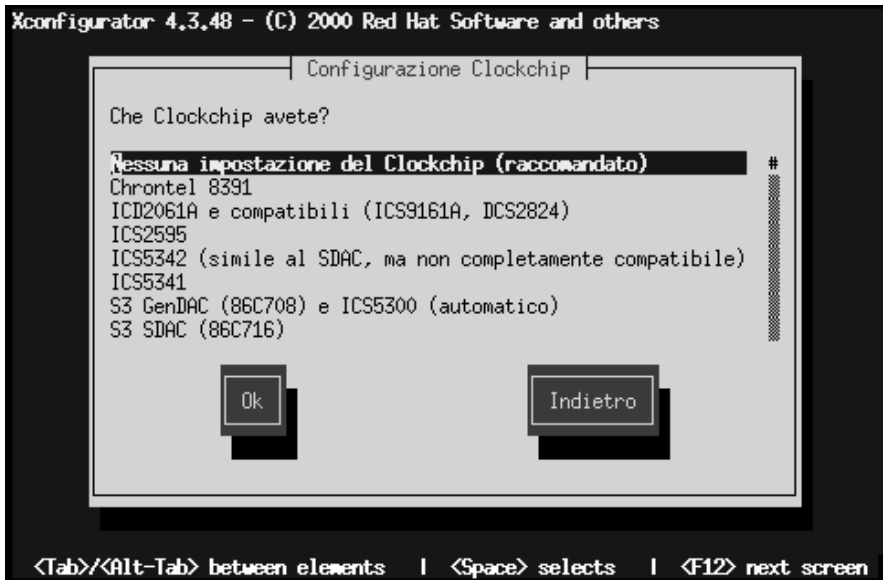 Xconfigurator 4.3.48 - (C) 2000 Red Hat Software and others
Configurazione Clockchip
Che Clockchip avete?
Nessuna impostazione del Clockchip (raccomandato) #
Chrontel 8391
ICD2061A e compatibili (ICS9161A, DCS2824)
ICS2595
ICS5342 (simile al SDAC, ma non completamente compatibile)
ICS5341
S3 GenDAC (86C708) e ICS5300 (automatico)
S3 SDAC (86C716)
Ok Indietro
<Tab>/<Alt-Tab> between elements | <Space> selects | <F12> next screen